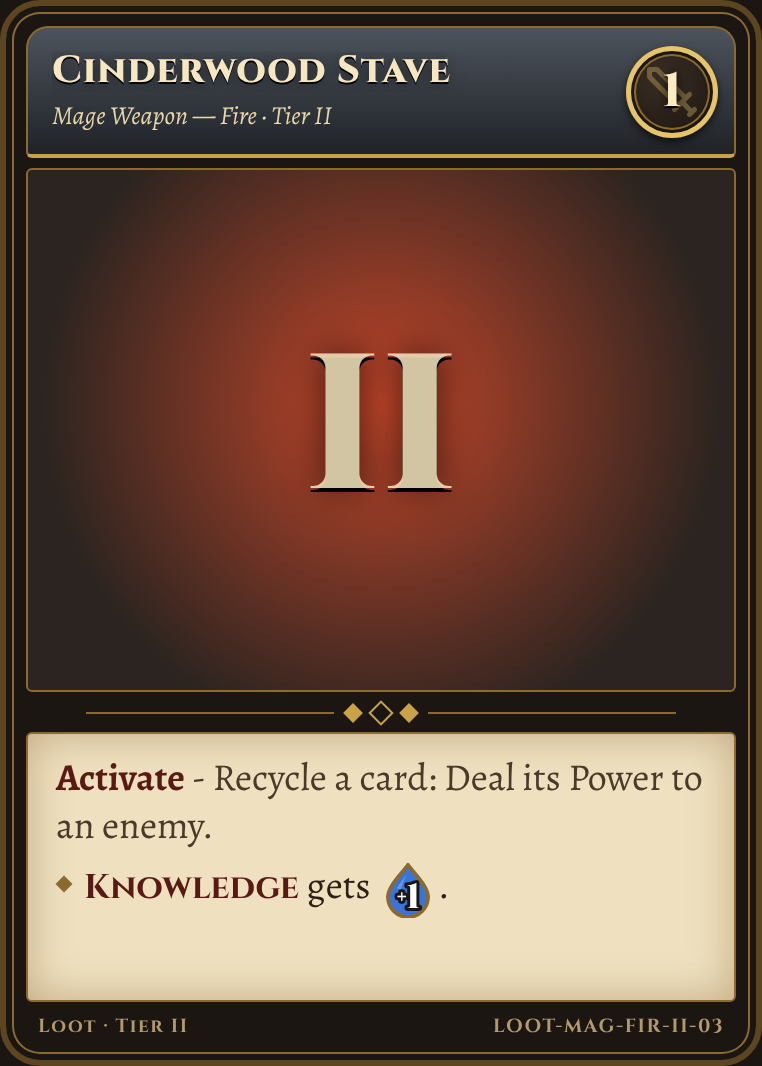 Cinderwood Stave
Mage Weapon — Fire · Tier II
1
II
Activate - Recycle a card: Deal its Power to
an enemy.
Knowledge gets +1 .
Loot · Tier II
LOOT-MAG-FIR-II-03